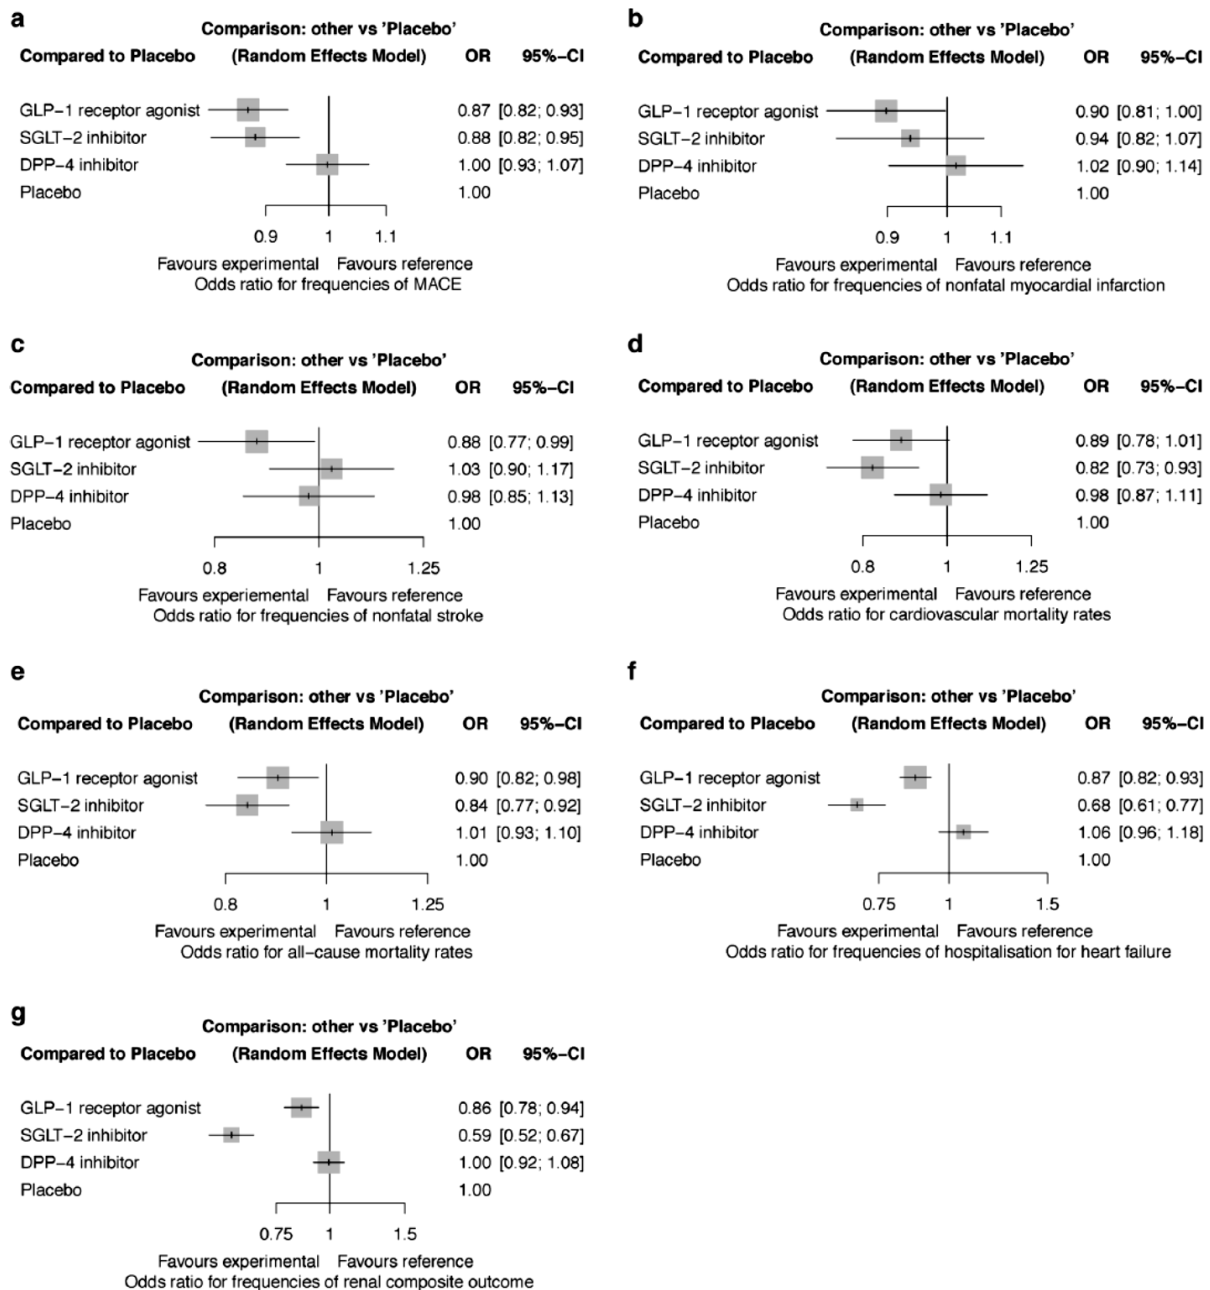 a
Comparison: other vs 'Placebo'
Compared to Placebo (Random Effects Model) OR 95%−CI
GLP−1 receptor agonist 0.87 [0.82; 0.93]
SGLT−2 inhibitor 0.88 [0.82; 0.95]
DPP−4 inhibitor 1.00 [0.93; 1.07]
Placebo 1.00
0.9 1 1.1
Favours experimental Favours reference
Odds ratio for frequencies of MACE
b
Comparison: other vs 'Placebo'
Compared to Placebo (Random Effects Model) OR 95%−CI
GLP−1 receptor agonist 0.90 [0.81; 1.00]
SGLT−2 inhibitor 0.94 [0.82; 1.07]
DPP−4 inhibitor 1.02 [0.90; 1.14]
Placebo 1.00
0.9 1 1.1
Favours experimental Favours reference
Odds ratio for frequencies of nonfatal myocardial infarction
c
Comparison: other vs 'Placebo'
Compared to Placebo (Random Effects Model) OR 95%−CI
GLP−1 receptor agonist 0.88 [0.77; 0.99]
SGLT−2 inhibitor 1.03 [0.90; 1.17]
DPP−4 inhibitor 0.98 [0.85; 1.13]
Placebo 1.00
0.8 1 1.25
Favours experiemental Favours reference
Odds ratio for frequencies of nonfatal stroke
d
Comparison: other vs 'Placebo'
Compared to Placebo (Random Effects Model) OR 95%−CI
GLP−1 receptor agonist 0.89 [0.78; 1.01]
SGLT−2 inhibitor 0.82 [0.73; 0.93]
DPP−4 inhibitor 0.98 [0.87; 1.11]
Placebo 1.00
0.8 1 1.25
Favours experimental Favours reference
Odds ratio for cardiovascular mortality rates
e
Comparison: other vs 'Placebo'
Compared to Placebo (Random Effects Model) OR 95%−CI
GLP−1 receptor agonist 0.90 [0.82; 0.98]
SGLT−2 inhibitor 0.84 [0.77; 0.92]
DPP−4 inhibitor 1.01 [0.93; 1.10]
Placebo 1.00
0.8 1 1.25
Favours experimental Favours reference
Odds ratio for all−cause mortality rates
f
Comparison: other vs 'Placebo'
Compared to Placebo (Random Effects Model) OR 95%−CI
GLP−1 receptor agonist 0.87 [0.82; 0.93]
SGLT−2 inhibitor 0.68 [0.61; 0.77]
DPP−4 inhibitor 1.06 [0.96; 1.18]
Placebo 1.00
0.75 1 1.5
Favours experimental Favours reference
Odds ratio for frequencies of hospitalisation for heart failure
g
Comparison: other vs 'Placebo'
Compared to Placebo (Random Effects Model) OR 95%−CI
GLP−1 receptor agonist 0.86 [0.78; 0.94]
SGLT−2 inhibitor 0.59 [0.52; 0.67]
DPP−4 inhibitor 1.00 [0.92; 1.08]
Placebo 1.00
0.75 1 1.5
Favours experimental Favours reference
Odds ratio for frequencies of renal composite outcome